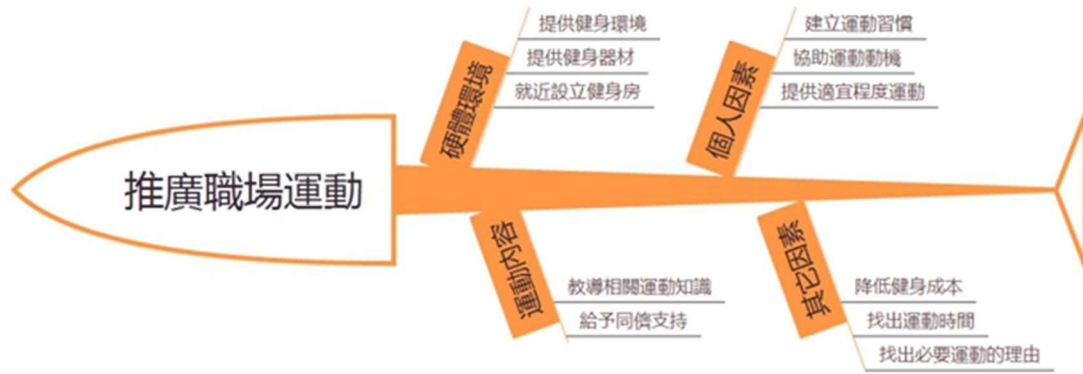 推廣職場運動
硬體環境
提供健身環境
提供健身器材
就近設立健身房
個人因素
建立運動習慣
協助運動動機
提供適宜程度運動
運動內容
教導相關運動知識
給予同儕支持
其它因素
降低健身成本
找出運動時間
找出必要運動的理由